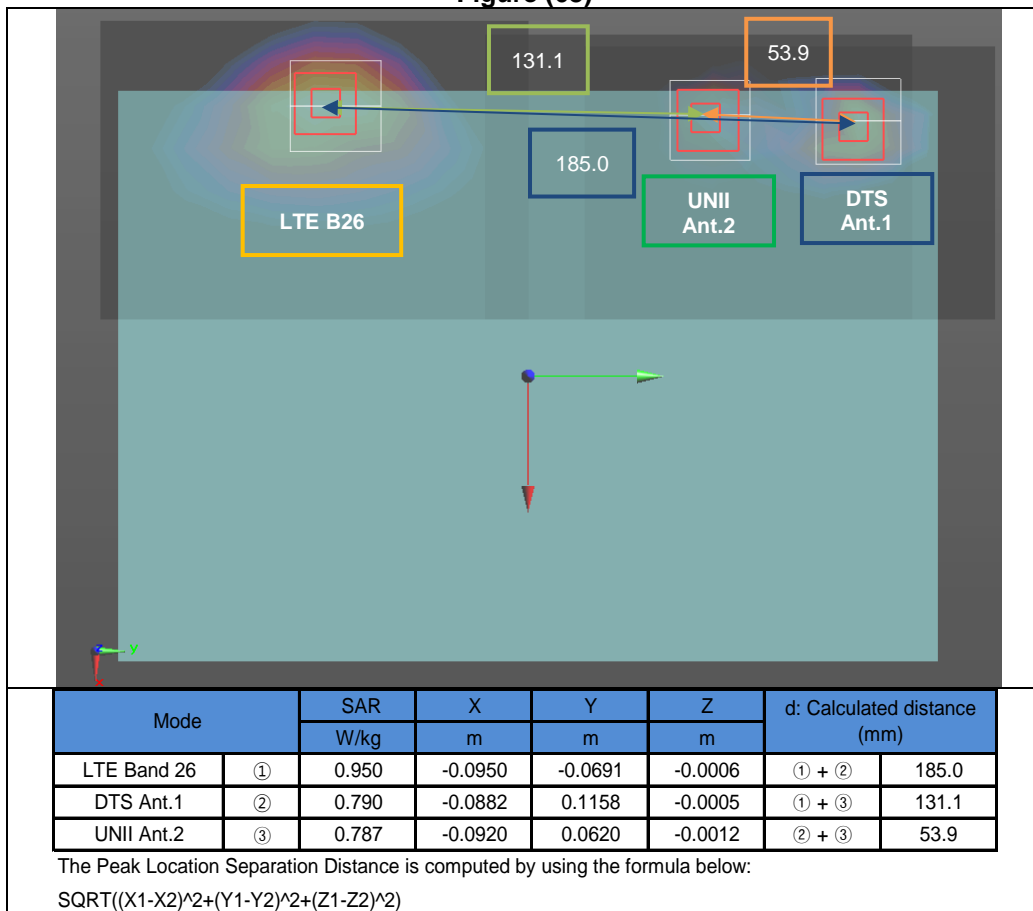 131.1
53.9
185.0
LTE B26
UNII
Ant.2
DTS
Ant.1
Z Y
X
Mode SAR X Y Z d: Calculated distance (mm)
W/kg m m m
LTE Band 26 ① 0.950 -0.0950 -0.0691 -0.0006 ① + ② 185.0
DTS Ant.1 ② 0.790 -0.0882 0.1158 -0.0005 ① + ③ 131.1
UNII Ant.2 ③ 0.787 -0.0920 0.0620 -0.0012 ② + ③ 53.9
The Peak Location Separation Distance is computed by using the formula below:
SQRT((X1-X2)^2+(Y1-Y2)^2+(Z1-Z2)^2)